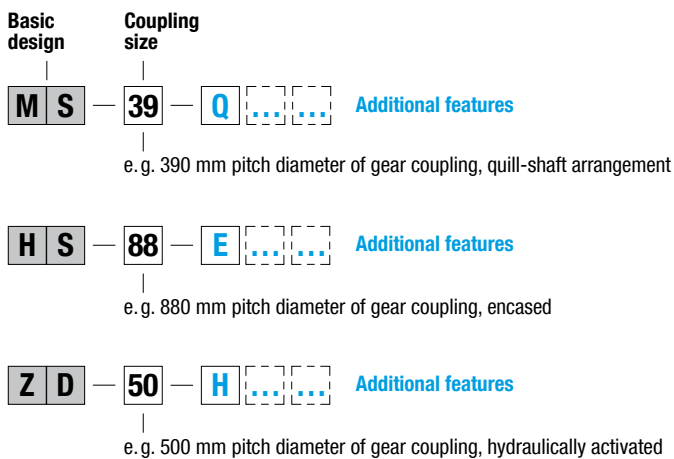 Basic Coupling
design size
M S – 39 – Q ... ... Additional features
e.g. 390 mm pitch diameter of gear coupling, quill-shaft arrangement
H S – 88 – E ... ... Additional features
e.g. 880 mm pitch diameter of gear coupling, encased
Z D – 50 – H ... ... Additional features
e.g. 500 mm pitch diameter of gear coupling, hydraulically activated